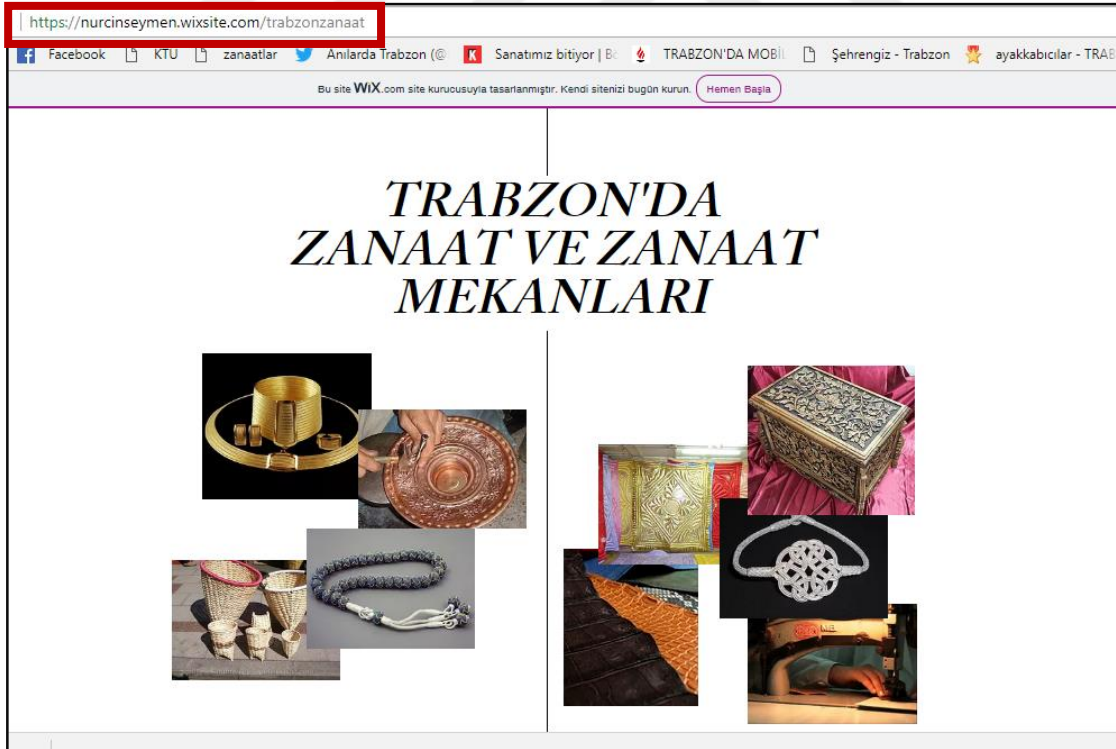 https://nurcinseymen.wixsite.com/trabzonzanaat
Facebook KTU zanaatlar Anılarda Trabzon (@ Sanatımız bitiyor | Bo TRABZON'DA MOBİL Şehrengiz - Trabzon ayakkabıcılar - TRAB
Bu site WiX.com site kurucusuyla tasarlanmıştır. Kendi sitenizi bugün kurun. Hemen Başla
TRABZON'DA
ZANAAT VE ZANAAT
MEKANLARI